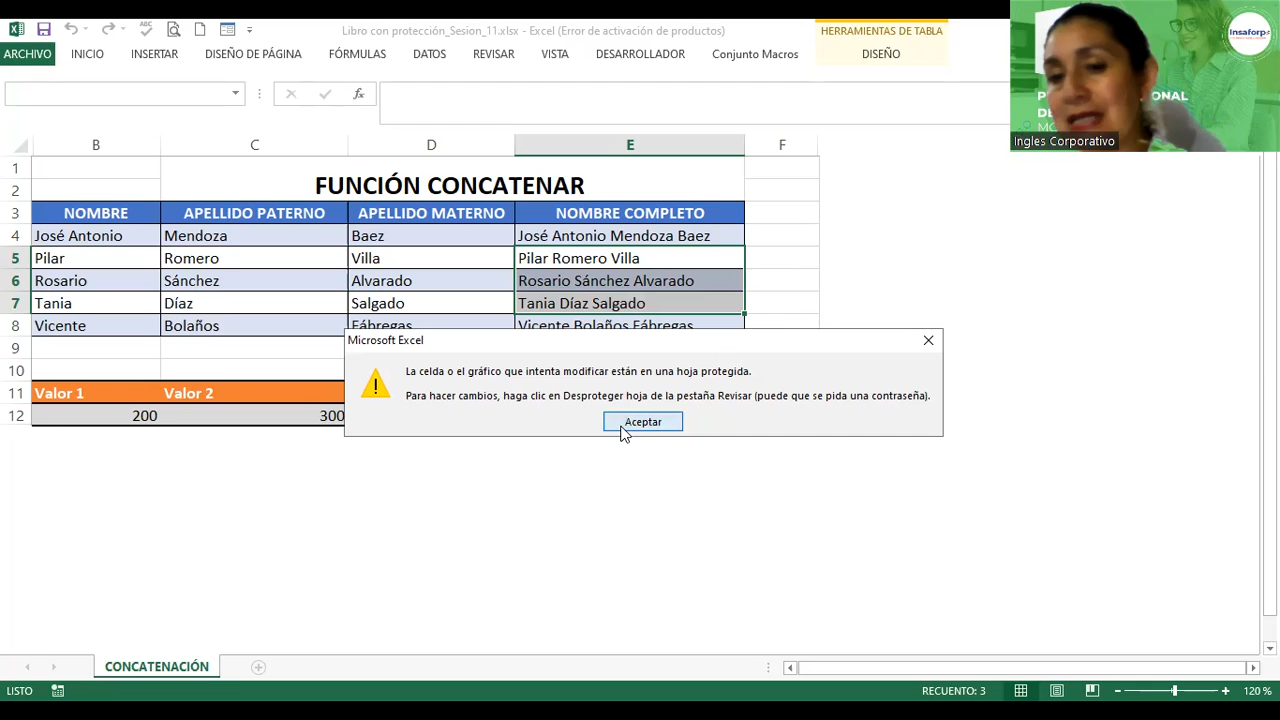 Libro con protección_Sesion_11.xlsx - Excel (Error de activación de productos)
HERRAMIENTAS DE TABLA
ARCHIVO INICIO INSERTAR DISEÑO DE PÁGINA FÓRMULAS DATOS REVISAR VISTA DESARROLLADOR Conjunto Macros DISEÑO
Insaforp
Ingles Corporativo
fx
B C D E F
1
2 FUNCIÓN CONCATENAR
3 NOMBRE APELLIDO PATERNO APELLIDO MATERNO NOMBRE COMPLETO
4 José Antonio Mendoza Baez José Antonio Mendoza Baez
5 Pilar Romero Villa Pilar Romero Villa
6 Rosario Sánchez Alvarado Rosario Sánchez Alvarado
7 Tania Díaz Salgado Tania Díaz Salgado
8 Vicente Bolaños Fábregas Vicente Bolaños Fábregas
9
10
11 Valor 1 Valor 2
12 200 300
Microsoft Excel
La celda o el gráfico que intenta modificar están en una hoja protegida.
Para hacer cambios, haga clic en Desproteger hoja de la pestaña Revisar (puede que se pida una contraseña).
Aceptar
CONCATENACIÓN
LISTO RECUENTO: 3 120 %